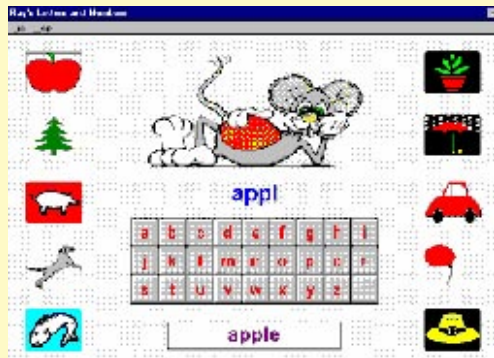 Ray's Letters and Numbers
appl
a b c d e f g h i
j k l m n o p q r
s t u v w x y z
apple